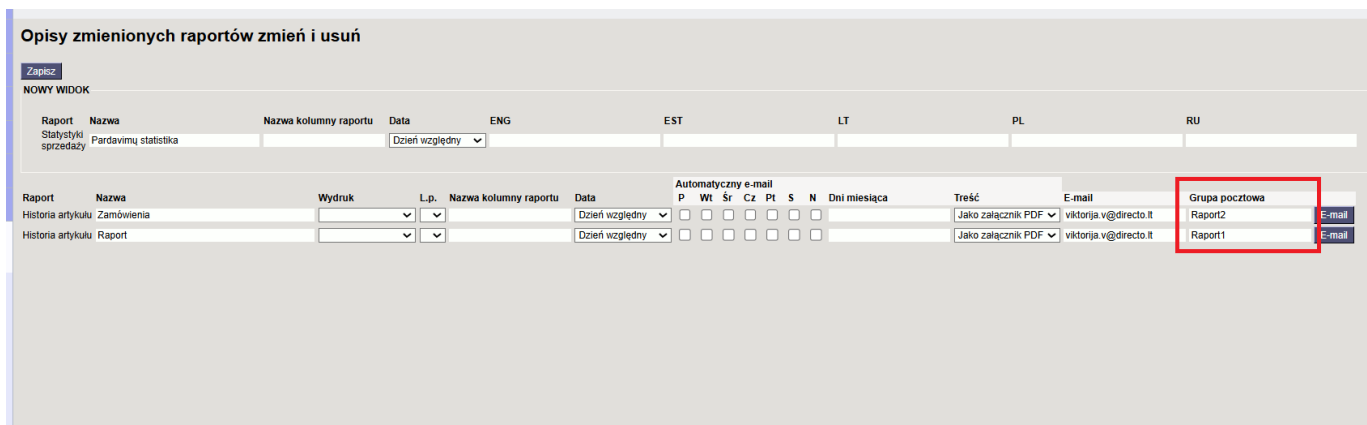 Opisy zmienionych raportów zmień i usuń
Zapisz
NOWY WIDOK
Raport Nazwa Nazwa kolumny raportu Data ENG EST LT PL RU
Statystyki sprzedaży Pardavimų statistika Dzień względny
Automatyczny e-mail
Raport Nazwa Wydruk L.p. Nazwa kolumny raportu Data P Wt Śr Cz Pt S N Dni miesiąca Treść E-mail Grupa pocztowa
Historia artykułu Zamówienia Dzień względny Jako załącznik PDF viktorija.v@directo.lt Raport2 E-mail
Historia artykułu Raport Dzień względny Jako załącznik PDF viktorija.v@directo.lt Raport1 E-mail